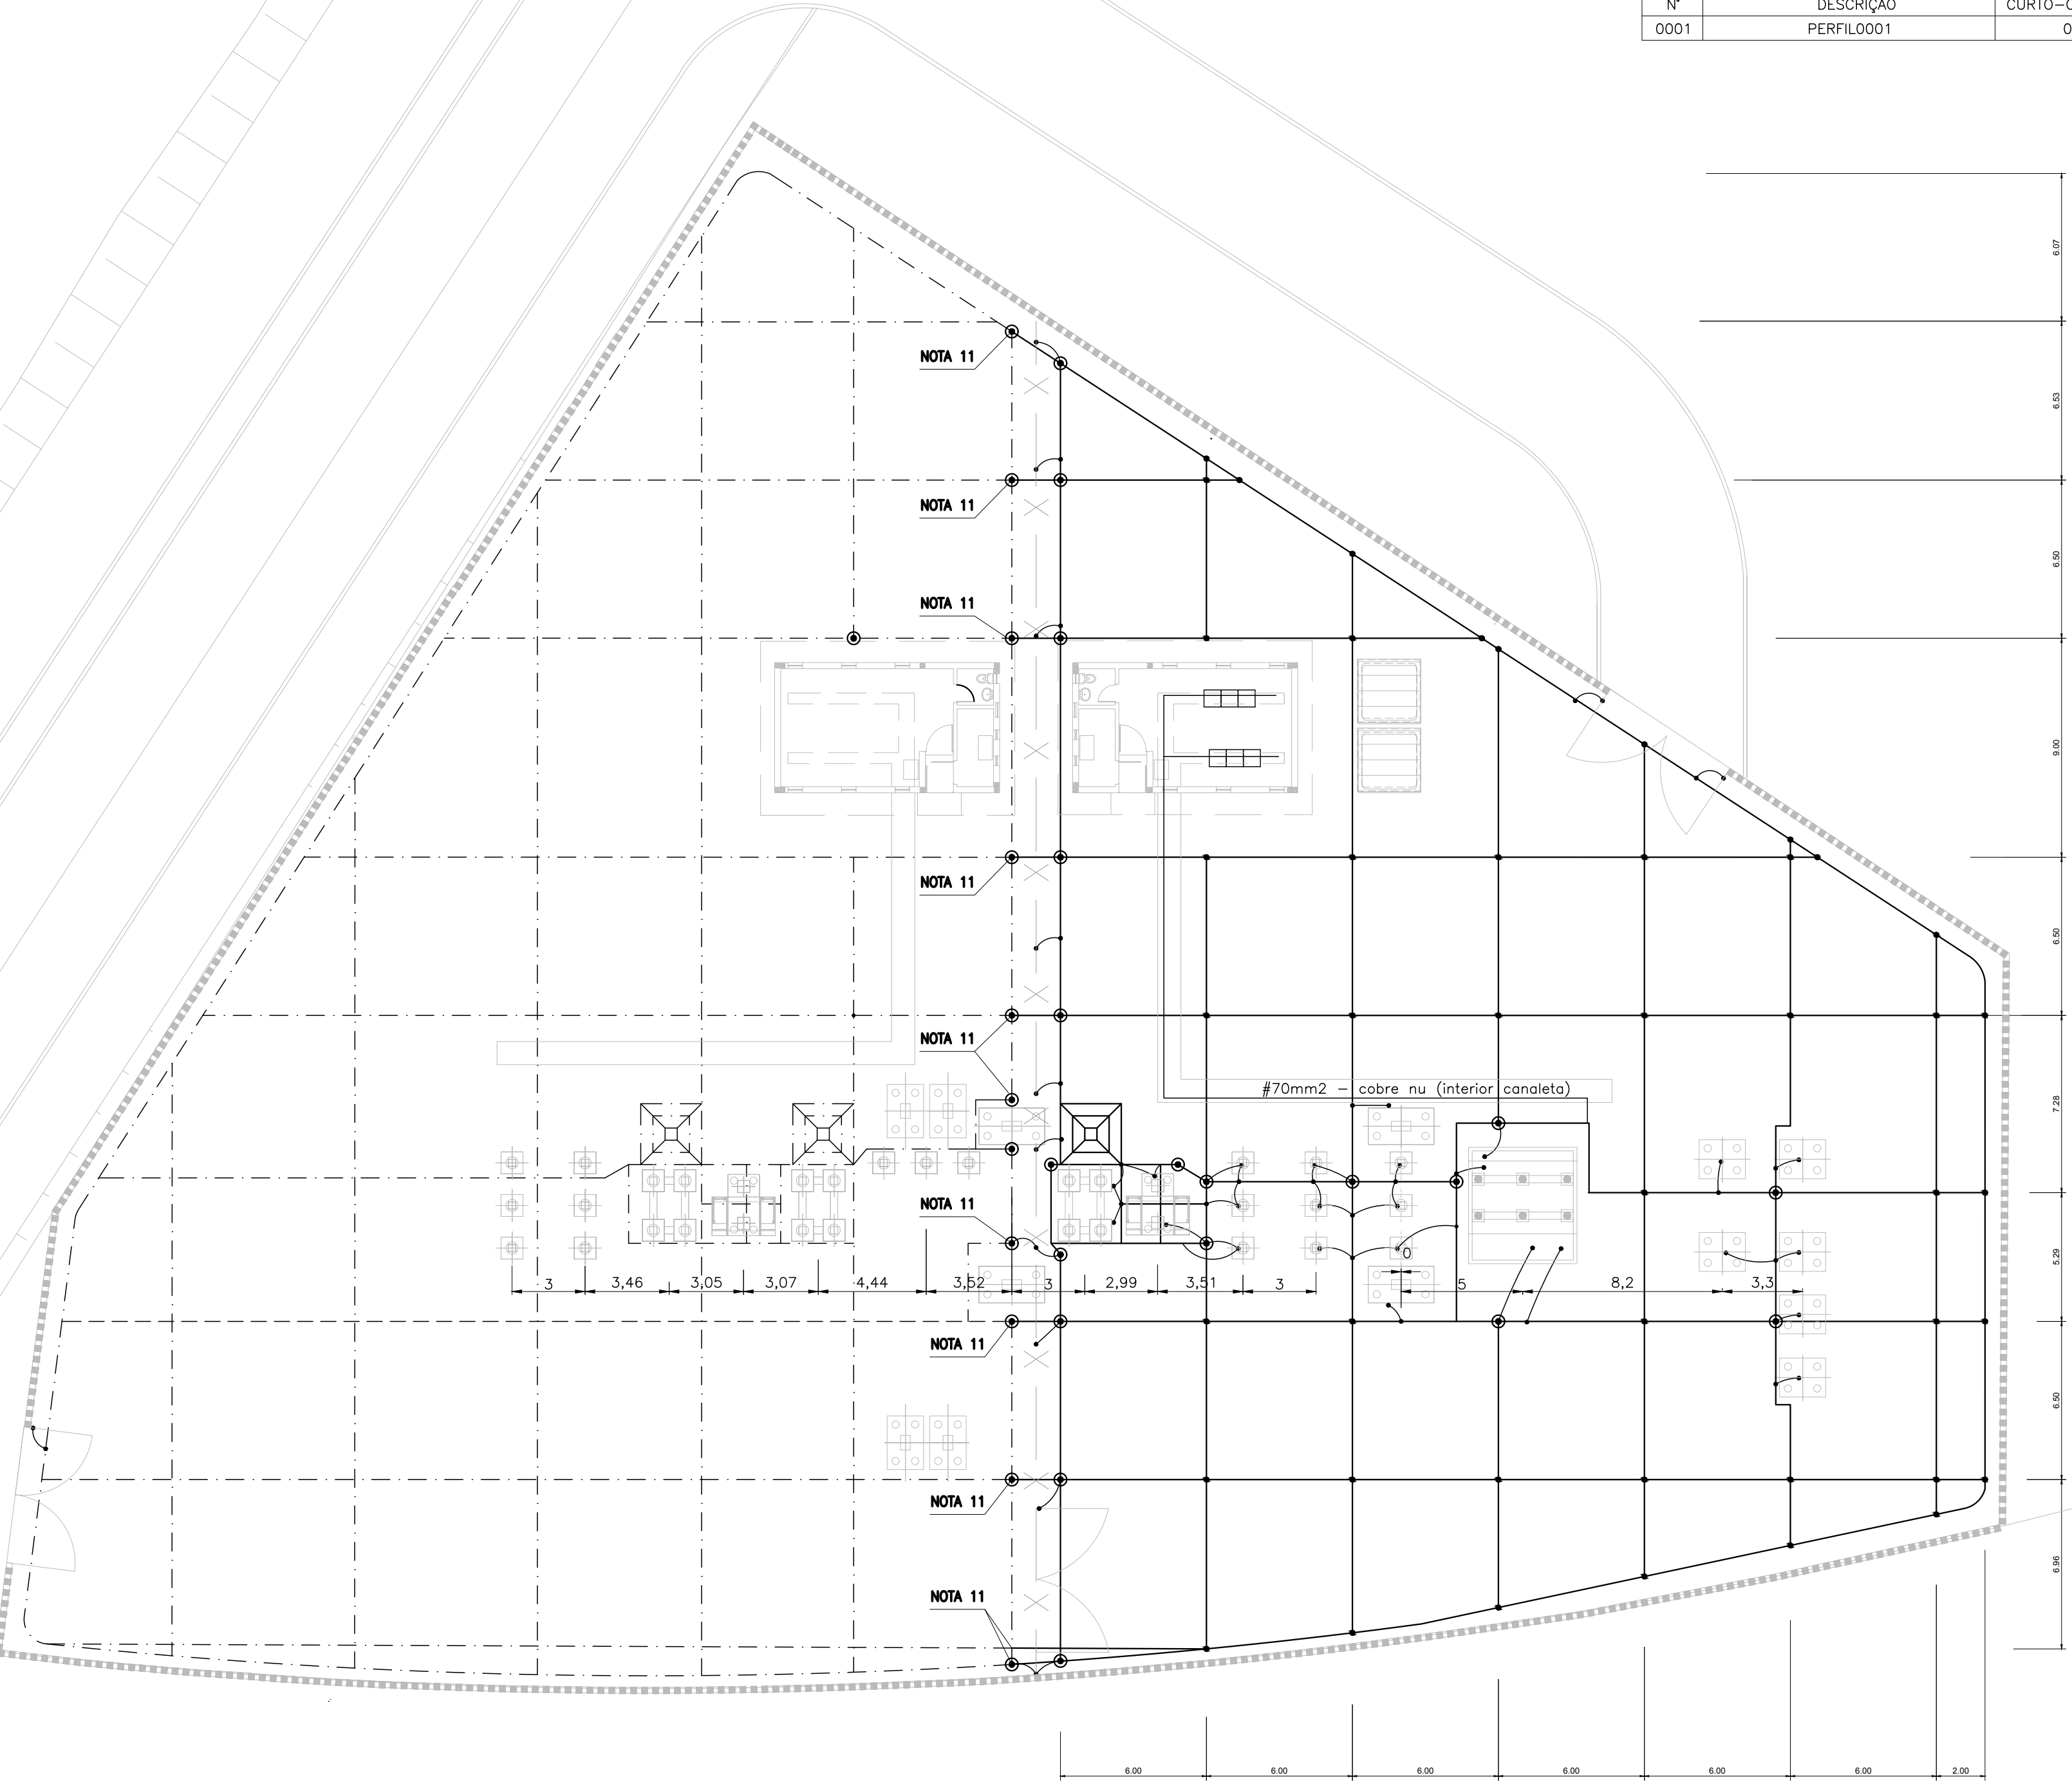 N° DESCRIÇÃO CURTO-C
0001 PERFIL0001 0
6.07
NOTA 11
6.53
NOTA 11
6.50
NOTA 11
9.00
NOTA 11
6.50
NOTA 11
#70mm2 - cobre nu (interior canaleta)
7.28
NOTA 11
0
5.29
3 3,46 3,05 3,07 4,44 3,52 3 2,99 3,51 3 5 8,2 3,3
NOTA 11
6.50
NOTA 11
6.96
NOTA 11
6.00 6.00 6.00 6.00 6.00 6.00 2.00